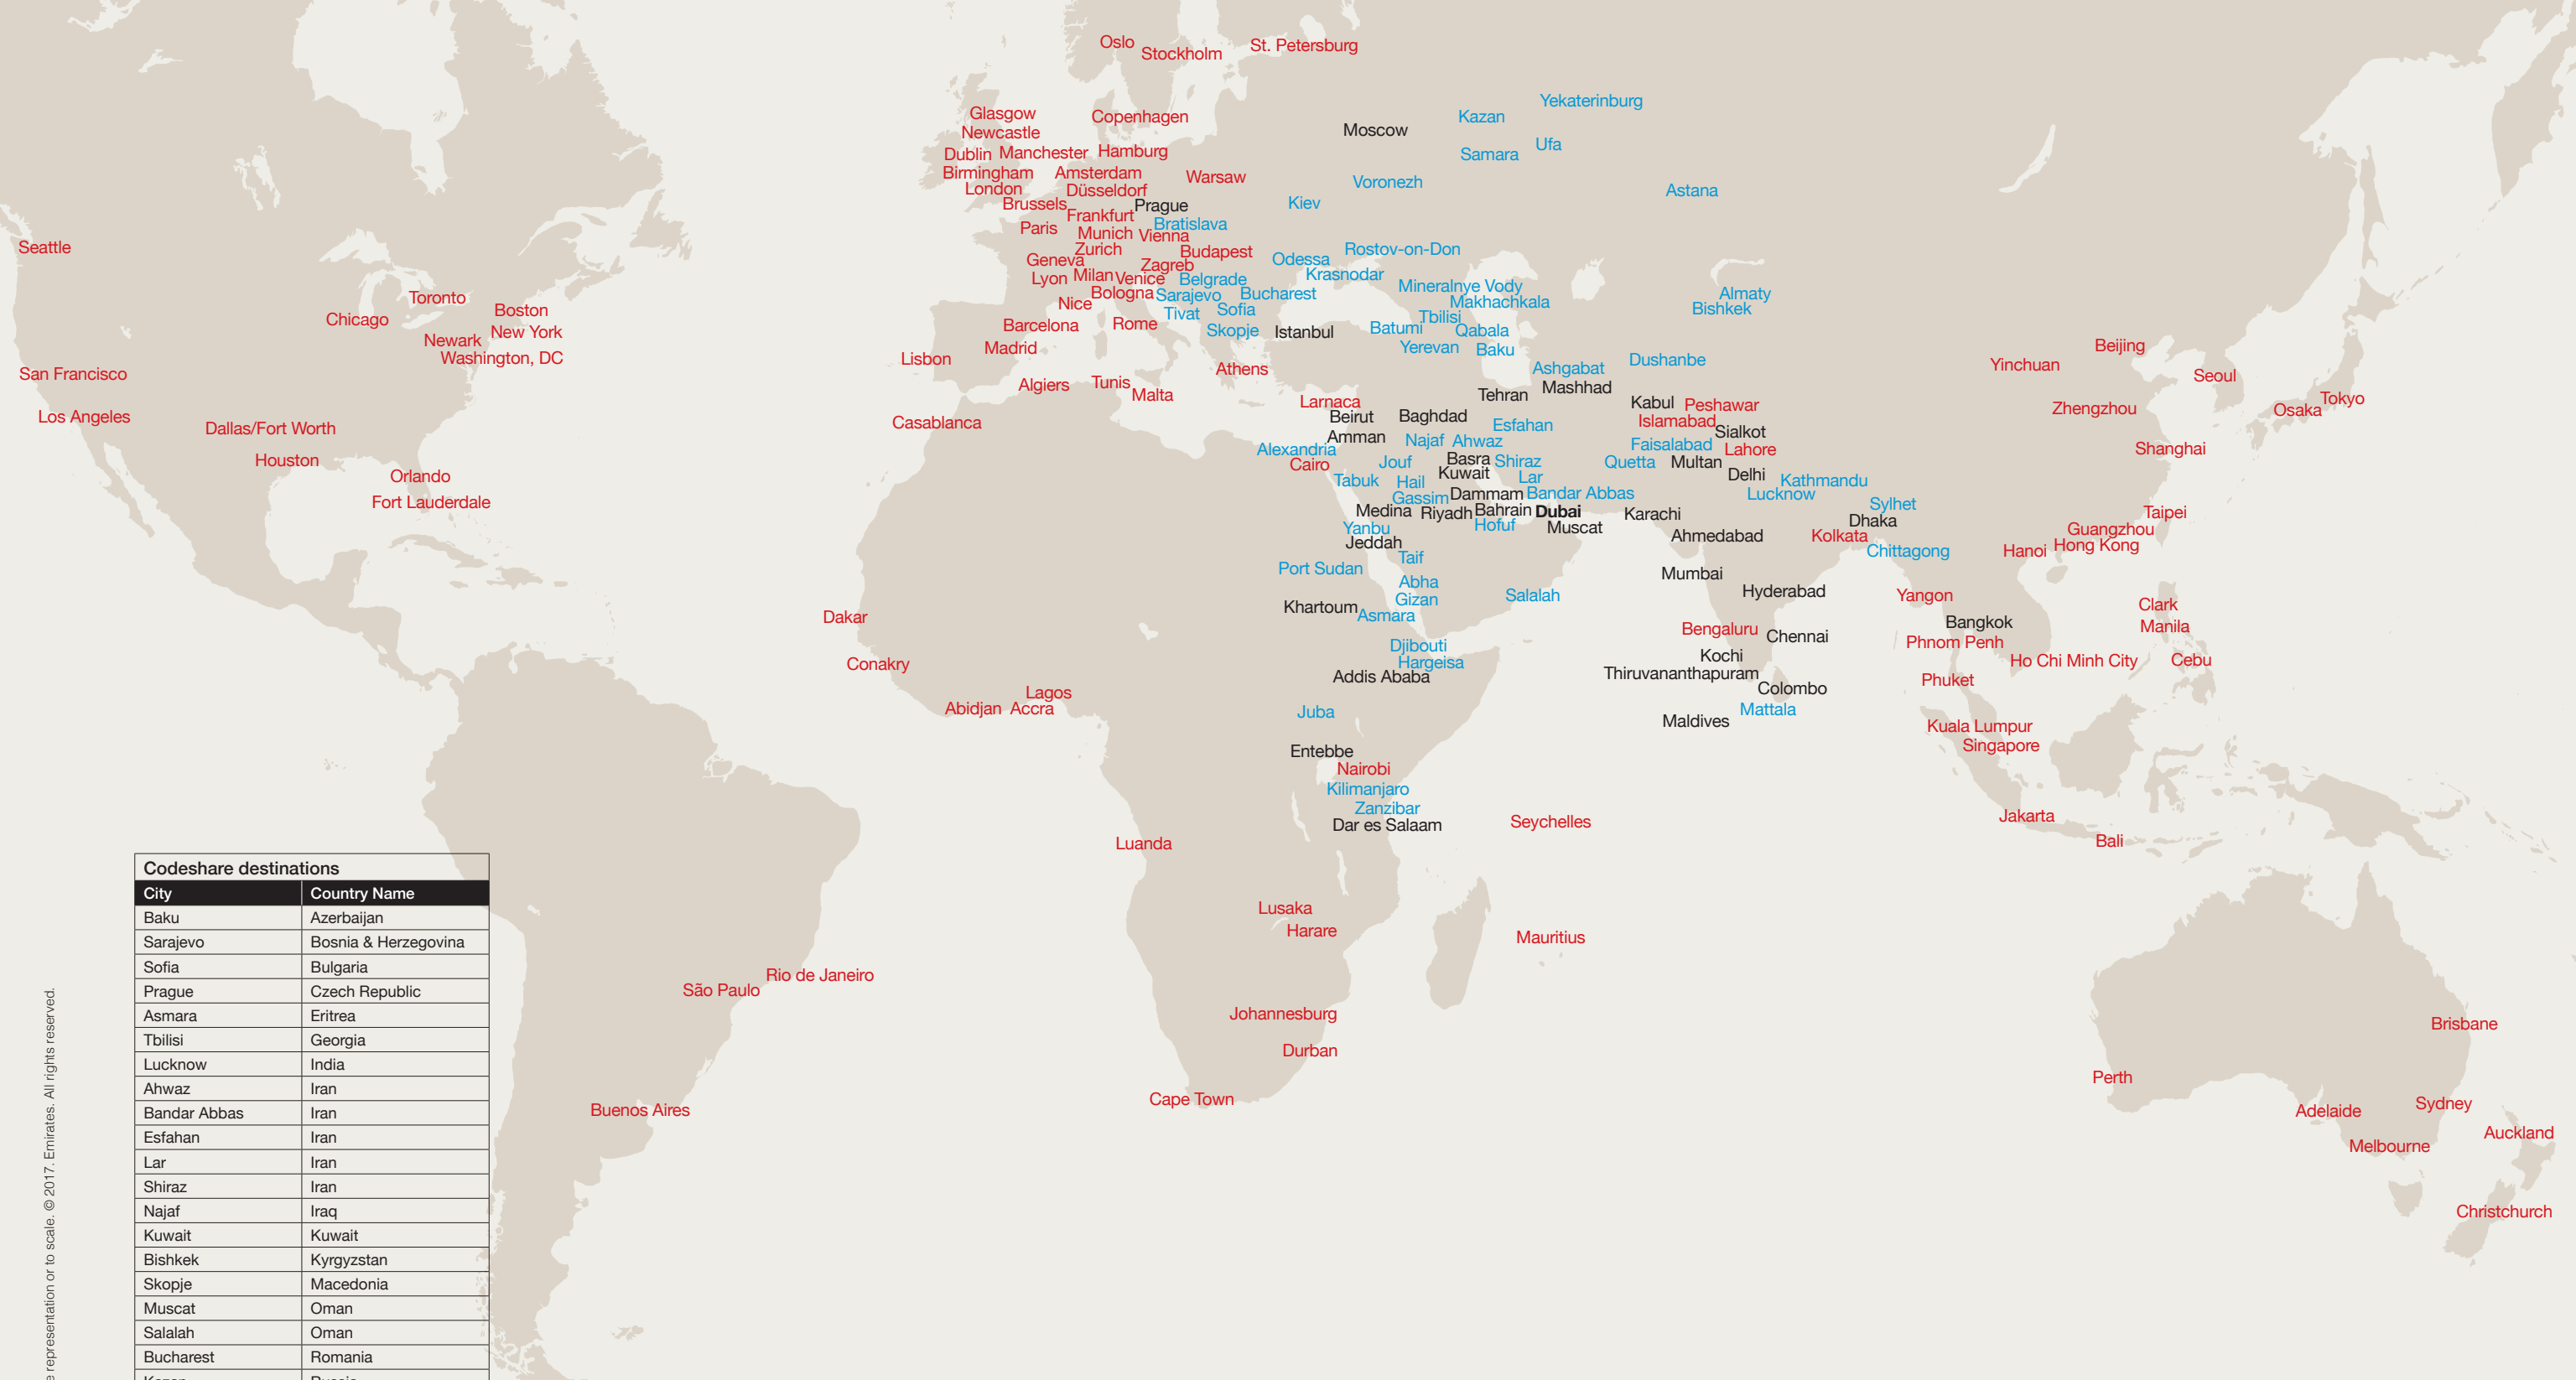 Oslo
Stockholm
St. Petersburg
Yekaterinburg
Glasgow
Copenhagen
Kazan
Newcastle
Moscow
Ufa
Dublin
Manchester
Hamburg
Samara
Birmingham
Amsterdam
Warsaw
Voronezh
London
Düsseldorf
Astana
Brussels
Prague
Kiev
Frankfurt
Bratislava
Paris
Munich
Vienna
Seattle
Zurich
Budapest
Rostov-on-Don
Geneva
Zagreb
Odessa
Lyon
Milan
Venice
Belgrade
Krasnodar
Mineralnye Vody
Bologna
Sarajevo
Bucharest
Almaty
Toronto
Nice
Makhachkala
Boston
Tivat
Sofia
Bishkek
Chicago
Barcelona
Rome
Tbilisi
New York
Skopje
Istanbul
Batumi
Qabala
Newark
Madrid
Yerevan
Baku
Beijing
Washington, DC
Lisbon
Dushanbe
Yinchuan
San Francisco
Athens
Ashgabat
Seoul
Algiers
Tunis
Mashhad
Malta
Tehran
Tokyo
Larnaca
Kabul
Peshawar
Zhengzhou
Osaka
Los Angeles
Beirut
Baghdad
Casablanca
Esfahan
Islamabad
Dallas/Fort Worth
Amman
Sialkot
Najaf
Ahwaz
Faisalabad
Alexandria
Lahore
Shanghai
Houston
Cairo
Jouf
Basra
Shiraz
Quetta
Multan
Orlando
Kuwait
Delhi
Tabuk
Hail
Lar
Kathmandu
Fort Lauderdale
Gassim
Dammam
Bandar Abbas
Lucknow
Sylhet
Medina
Riyadh
Bahrain
Dubai
Karachi
Taipei
Yanbu
Hofuf
Muscat
Dhaka
Guangzhou
Jeddah
Ahmedabad
Kolkata
Chittagong
Hanoi
Hong Kong
Taif
Port Sudan
Mumbai
Abha
Hyderabad
Gizan
Salalah
Yangon
Clark
Khartoum
Asmara
Dakar
Bangkok
Manila
Bengaluru
Chennai
Djibouti
Phnom Penh
Kochi
Conakry
Hargeisa
Ho Chi Minh City
Cebu
Addis Ababa
Thiruvananthapuram
Phuket
Lagos
Colombo
Abidjan
Accra
Juba
Mattala
Maldives
Kuala Lumpur
Entebbe
Singapore
Nairobi
Kilimanjaro
Zanzibar
Dar es Salaam
Seychelles
Jakarta
Luanda
Bali
Lusaka
Harare
Mauritius
Rio de Janeiro
São Paulo
Johannesburg
Brisbane
Durban
Perth
Cape Town
Buenos Aires
Adelaide
Sydney
Auckland
Melbourne
Christchurch
Codeshare destinations
City Country Name
Baku Azerbaijan
Sarajevo Bosnia & Herzegovina
Sofia Bulgaria
Prague Czech Republic
Asmara Eritrea
Tbilisi Georgia
Lucknow India
Ahwaz Iran
Bandar Abbas Iran
Esfahan Iran
Lar Iran
Shiraz Iran
Najaf Iraq
Kuwait Kuwait
Bishkek Kyrgyzstan
Skopje Macedonia
Muscat Oman
Salalah Oman
Bucharest Romania
representation or to scale. © 2017. Emirates. All rights reserved.